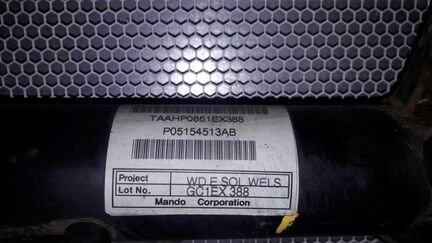 TAAHP0861EX388
P05154513AB
Project WD E SOL WELS
Lot No. GC1EX 388
Mando Corporation